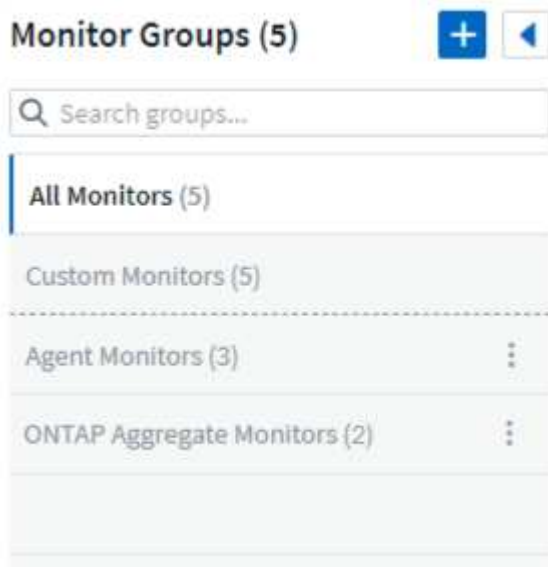 Monitor Groups (5)
Search groups...
All Monitors (5)
Custom Monitors (5)
Agent Monitors (3)
ONTAP Aggregate Monitors (2)